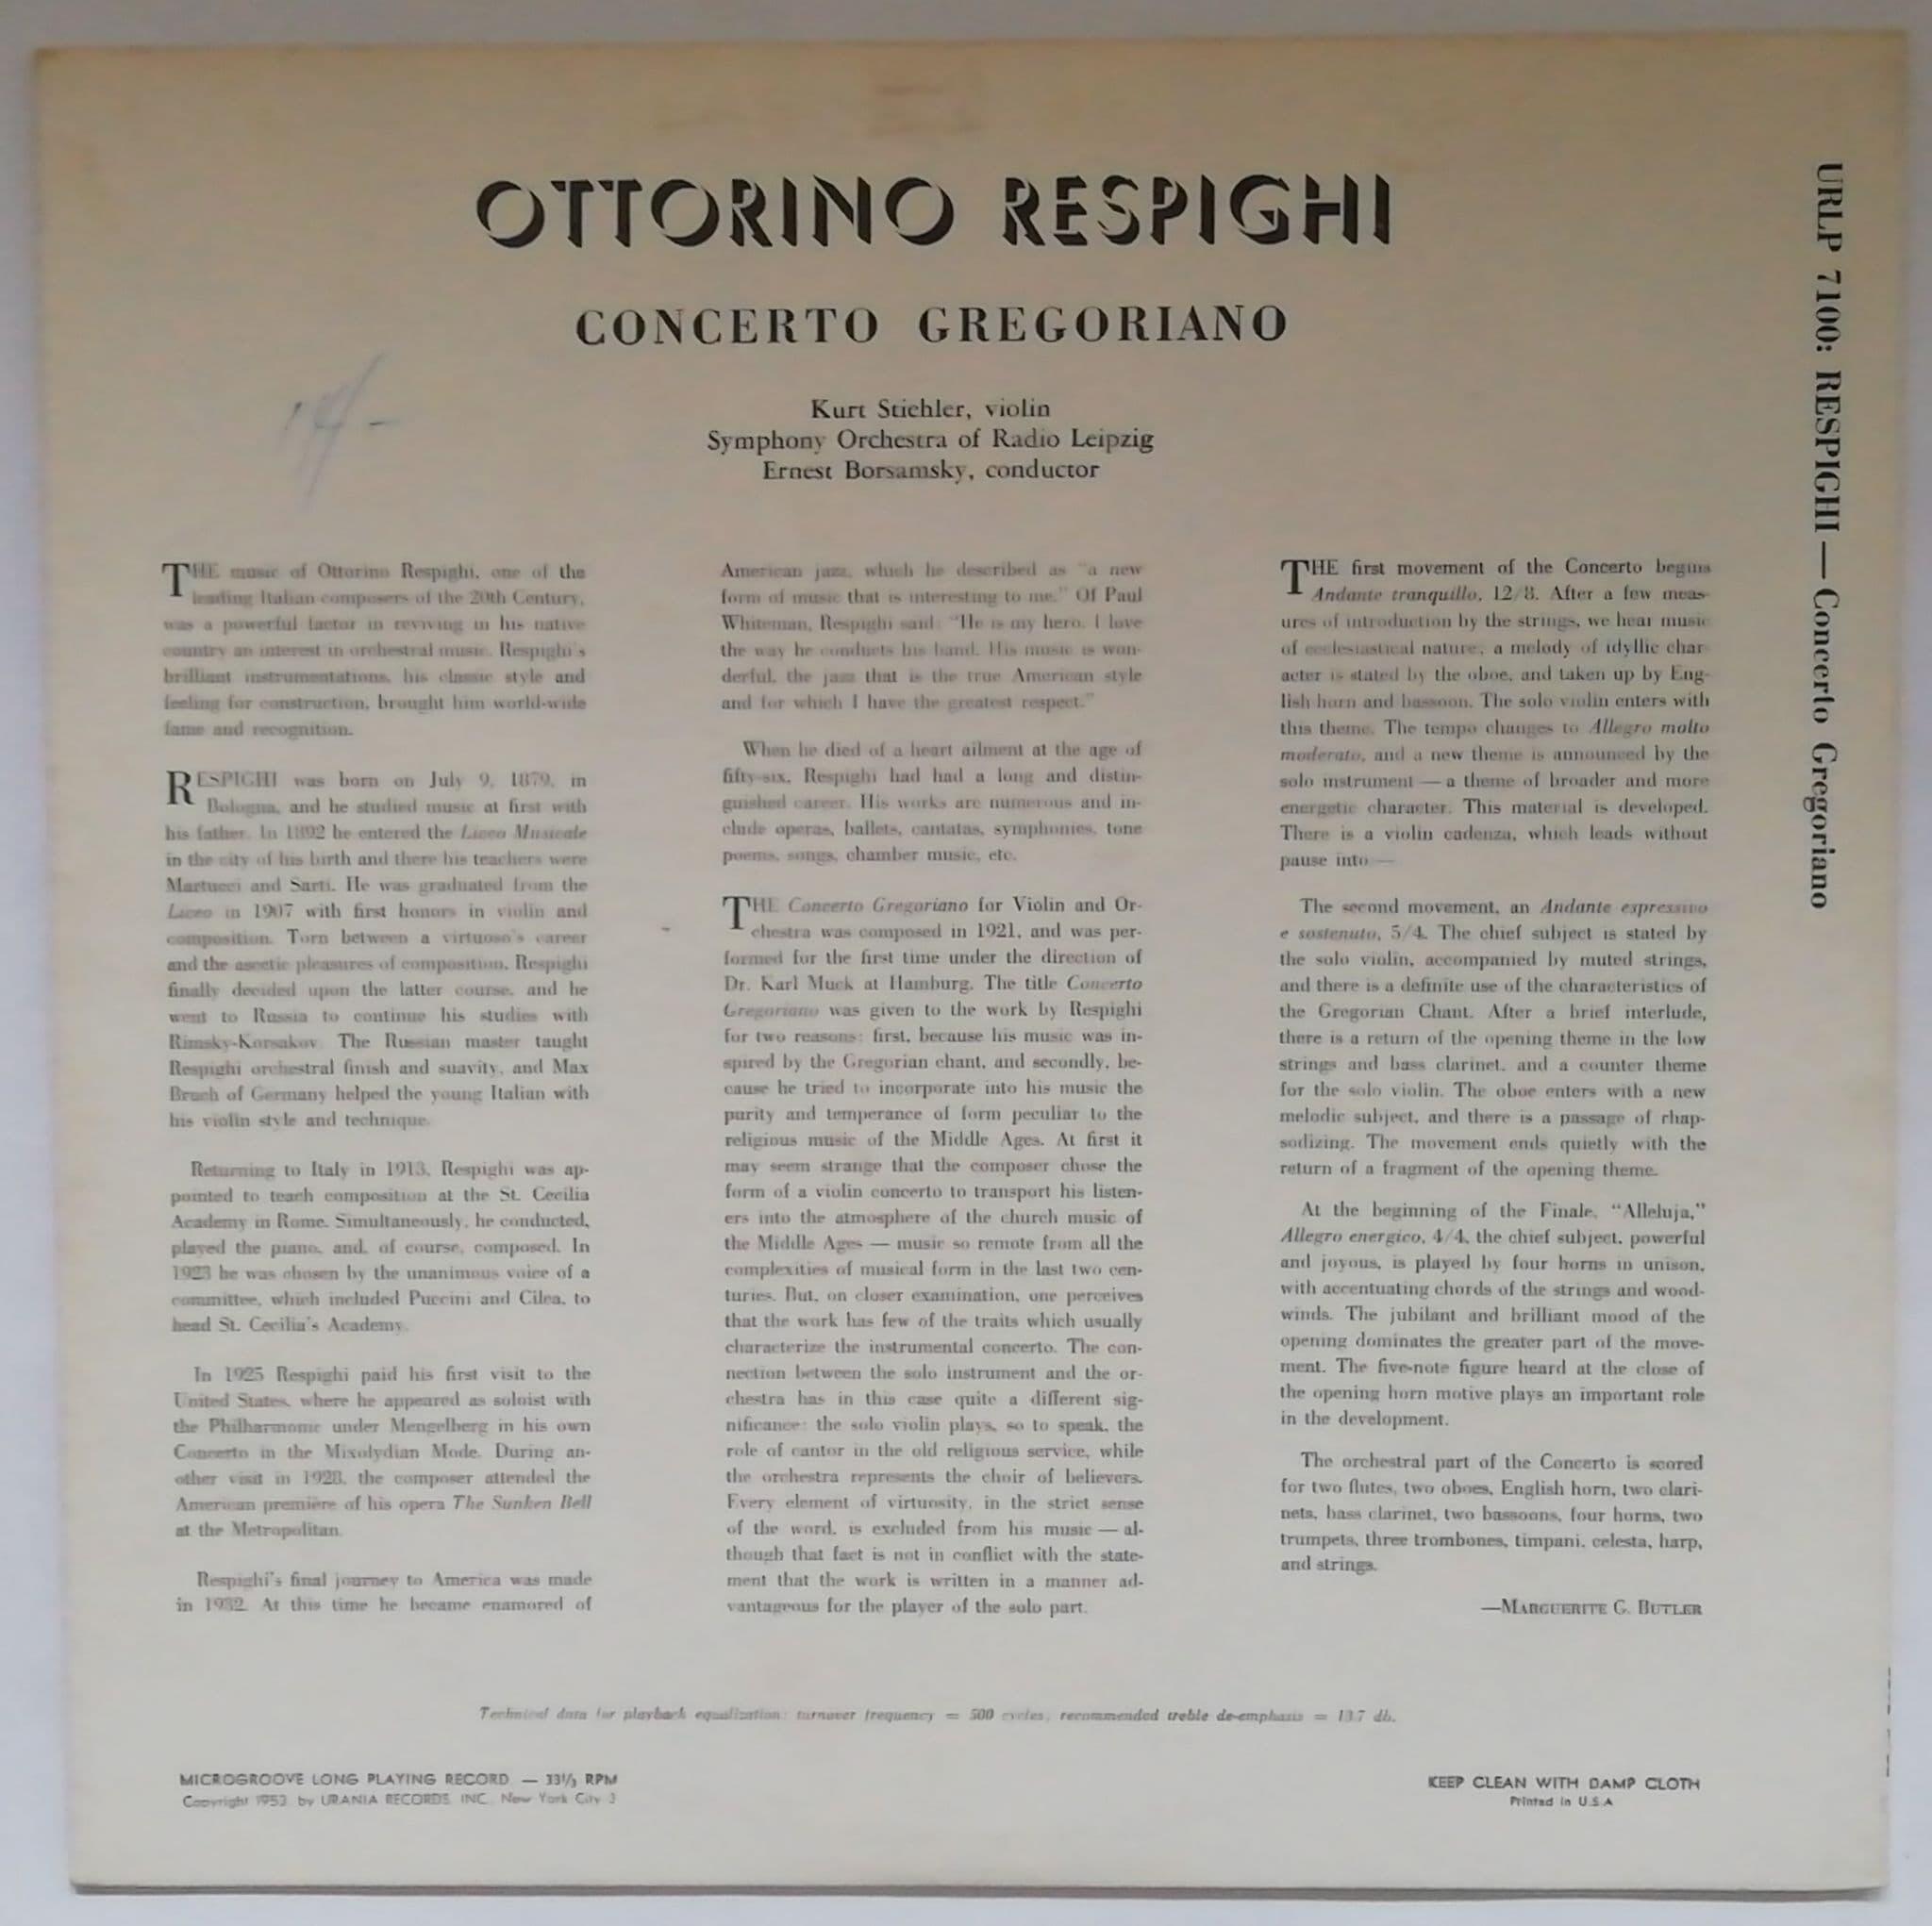 OTTORINO RESPIGHI
CONCERTO GREGORIANO
Kurt Stiehler, violin
Symphony Orchestra of Radio Leipzig
Ernest Borsamsky, conductor
THE music of Ottorino Respighi, one of the
leading Italian composers of the 20th Century,
was a powerful factor in reviving in his native
country an interest in orchestral music. Respighi's
brilliant instrumentations, his classic style and
feeling for construction, brought him world-wide
fame and recognition.
RESPIGHI was born on July 9, 1879, in
Bologna, and he studied music at first with
his father. In 1892 he entered the Liceo Musicale
in the city of his birth and there his teachers were
Martucci and Sarti. He was graduated from the
Liceo in 1907 with first honors in violin and
composition. Torn between a virtuoso's career
and the ascetic pleasures of composition, Respighi
finally decided upon the latter course, and he
went to Russia to continue his studies with
Rimsky-Korsakov. The Russian master taught
Respighi orchestral finish and suavity, and Max
Bruch of Germany helped the young Italian with
his violin style and technique.
Returning to Italy in 1913, Respighi was ap-
pointed to teach composition at the St. Cecilia
Academy in Rome. Simultaneously, he conducted,
played the piano, and, of course, composed. In
1923 he was chosen by the unanimous voice of a
committee, which included Puccini and Cilea, to
head St. Cecilia's Academy.
In 1925 Respighi paid his first visit to the
United States, where he appeared as soloist with
the Philharmonic under Mengelberg in his own
Concerto in the Mixolydian Mode. During an-
other visit in 1928, the composer attended the
American premiere of his opera The Sunken Bell
at the Metropolitan.
Respighi's final journey to America was made
in 1932. At this time he became enamored of
American jazz, which he described as "a new
form of music that is interesting to me." Of Paul
Whiteman, Respighi said: "He is my hero. I love
the way he conducts his band. His music is won-
derful, the jazz that is the true American style
and for which I have the greatest respect."
When he died of a heart ailment at the age of
fifty-six, Respighi had had a long and distin-
guished career. His works are numerous and in-
clude operas, ballets, cantatas, symphonies, tone
poems, songs, chamber music, etc.
THE Concerto Gregoriano for Violin and Or-
chestra was composed in 1921, and was per-
formed for the first time under the direction of
Dr. Karl Muck at Hamburg. The title Concerto
Gregoriano was given to the work by Respighi
for two reasons: first, because his music was in-
spired by the Gregorian chant, and secondly, be-
cause he tried to incorporate into his music the
purity and temperance of form peculiar to the
religious music of the Middle Ages. At first it
may seem strange that the composer chose the
form of a violin concerto to transport his listen-
ers into the atmosphere of the church music of
the Middle Ages — music so remote from all the
complexities of musical form in the last two cen-
turies. But, on closer examination, one perceives
that the work has few of the traits which usually
characterize the instrumental concerto. The con-
nection between the solo instrument and the or-
chestra has in this case quite a different sig-
nificance: the solo violin plays, so to speak, the
role of cantor in the old religious service, while
the orchestra represents the choir of believers.
Every element of virtuosity, in the strict sense
of the word, is excluded from his music — al-
though that fact is not in conflict with the state-
ment that the work is written in a manner ad-
vantageous for the player of the solo part.
THE first movement of the Concerto begins
Andante tranquillo, 12/8. After a few meas-
ures of introduction by the strings, we hear music
of ecclesiastical nature, a melody of idyllic char-
acter is stated by the oboe, and taken up by Eng-
lish horn and bassoon. The solo violin enters with
this theme. The tempo changes to Allegro molto
moderato, and a new theme is announced by the
solo instrument — a theme of broader and more
energetic character. This material is developed.
There is a violin cadenza, which leads without
pause into —
The second movement, an Andante espressivo
e sostenuto, 5/4. The chief subject is stated by
the solo violin, accompanied by muted strings,
and there is a definite use of the characteristics of
the Gregorian Chant. After a brief interlude,
there is a return of the opening theme in the low
strings and bass clarinet, and a counter theme
for the solo violin. The oboe enters with a new
melodic subject, and there is a passage of rhap-
sodizing. The movement ends quietly with the
return of a fragment of the opening theme.
At the beginning of the Finale, "Alleluja,"
Allegro energico, 4/4, the chief subject, powerful
and joyous, is played by four horns in unison,
with accentuating chords of the strings and wood-
winds. The jubilant and brilliant mood of the
opening dominates the greater part of the move-
ment. The five-note figure heard at the close of
the opening horn motive plays an important role
in the development.
The orchestral part of the Concerto is scored
for two flutes, two oboes, English horn, two clari-
nets, bass clarinet, two bassoons, four horns, two
trumpets, three trombones, timpani, celesta, harp,
and strings.
—MARGUERITE G. BUTLER
Technical data for playback equalization: turnover frequency = 500 cycles, recommended treble de-emphasis = 13.7 db.
MICROGROOVE LONG PLAYING RECORD — 33⅓ RPM
Copyright 1953 by URANIA RECORDS INC. New York City 3
KEEP CLEAN WITH DAMP CLOTH
Printed in U.S.A
URLP 7100: RESPIGHI — Concerto Gregoriano